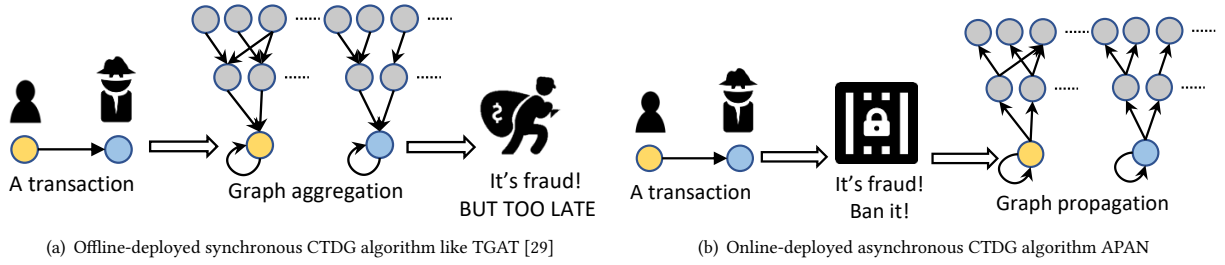 A transaction
Graph aggregation
$
It's fraud!
BUT TOO LATE
(a) Offline-deployed synchronous CTDG algorithm like TGAT [29]
A transaction
It's fraud!
Ban it!
Graph propagation
(b) Online-deployed asynchronous CTDG algorithm APAN